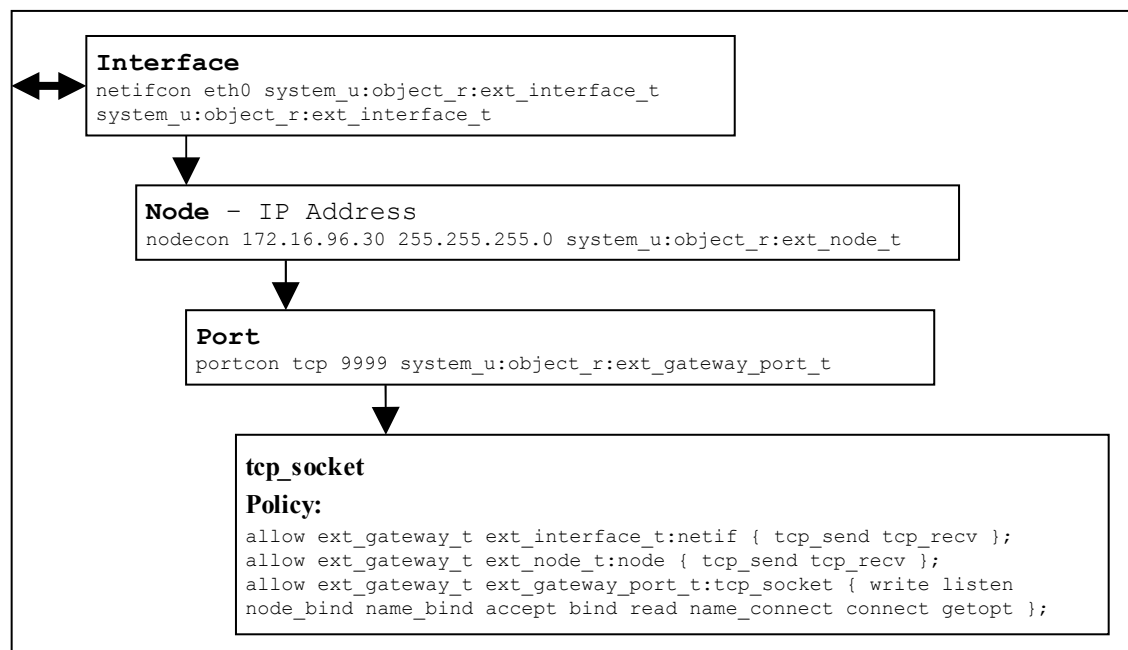 Interface
netifcon eth0 system_u:object_r:ext_interface_t
system_u:object_r:ext_interface_t
Node – IP Address
nodecon 172.16.96.30 255.255.255.0 system_u:object_r:ext_node_t
Port
portcon tcp 9999 system_u:object_r:ext_gateway_port_t
tcp_socket
Policy:
allow ext_gateway_t ext_interface_t:netif { tcp_send tcp_recv };
allow ext_gateway_t ext_node_t:node { tcp_send tcp_recv };
allow ext_gateway_t ext_gateway_port_t:tcp_socket { write listen
node_bind name_bind accept bind read name_connect connect getopt };